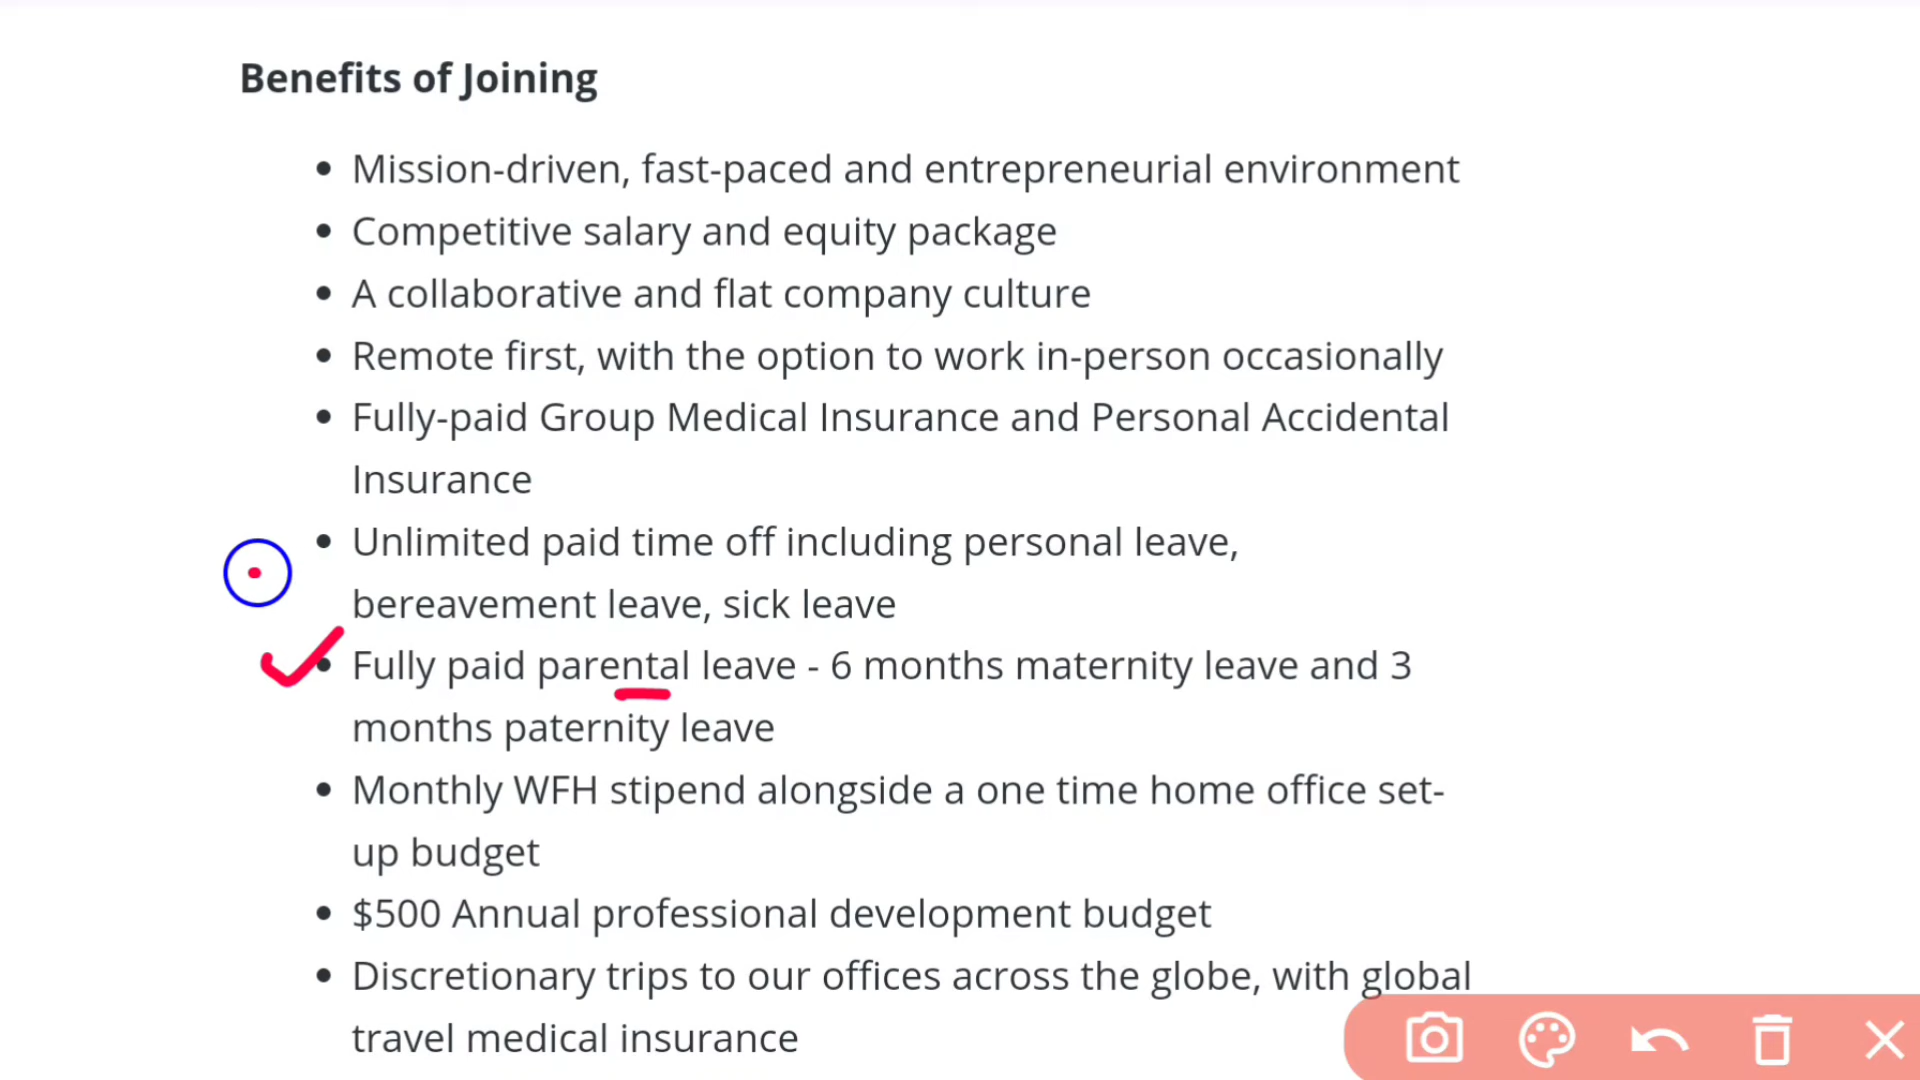 Benefits of Joining
Mission-driven, fast-paced and entrepreneurial environment
Competitive salary and equity package
A collaborative and flat company culture
Remote first, with the option to work in-person occasionally
Fully-paid Group Medical Insurance and Personal Accidental
Insurance
Unlimited paid time off including personal leave,
bereavement leave, sick leave
Fully paid parental leave - 6 months maternity leave and 3
months paternity leave
Monthly WFH stipend alongside a one time home office set-
up budget
$500 Annual professional development budget
Discretionary trips to our offices across the globe, with global
travel medical insurance